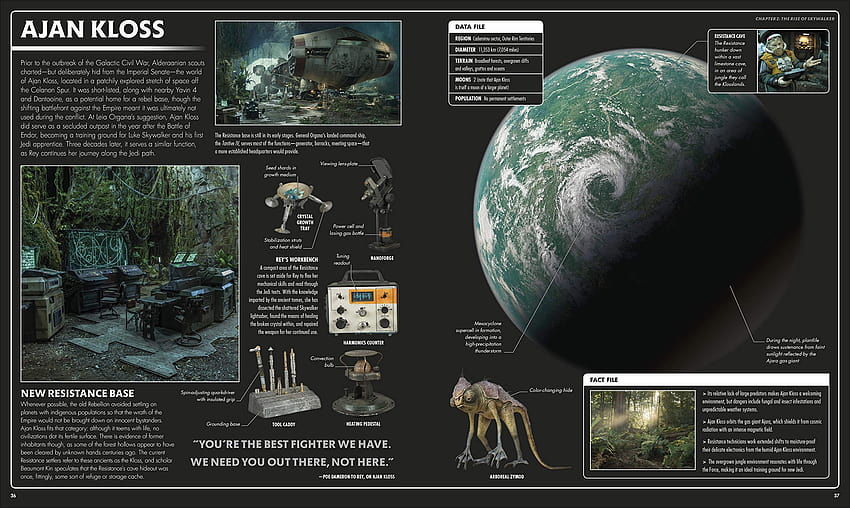 CHAPTER 2: THE RISE OF SKYWALKER
AJAN KLOSS
Prior to the outbreak of the Galactic Civil War, Alderaanian scouts
charted—but deliberately hid from the Imperial Senate—the world
of Ajan Kloss, located in a patchily explored stretch of space off
the Celanon Spur. It was short-listed, along with nearby Yavin 4
and Dantooine, as a potential home for a rebel base, though the
shifting battlefront against the Empire meant it was ultimately not
used during the conflict. At Leia Organa's suggestion, Ajan Kloss
did serve as a secluded outpost in the year after the Battle of
Endor, becoming a training ground for Luke Skywalker and his first
Jedi apprentice. Three decades later, it serves a similar function,
as Rey continues her journey along the Jedi path.
The Resistance base is still in its early stages. General Organa's landed command ship,
the Tantive IV, serves most of the functions—generator, barracks, meeting space—that
a more established headquarters would provide.
DATA FILE
REGION Cademimu sector, Outer Rim Territories
DIAMETER 11,353 km (7,054 miles)
TERRAIN Broadleaf forests, overgrown cliffs
and valleys, grottos and oceans
MOONS 2 (note that Ajan Kloss
is itself a moon of a larger planet)
POPULATION No permanent settlements
RESISTANCE CAVE
The Resistance
hunker down
within a vast
limestone cave,
in an area of
jungle they call
the Klosslands.
Seed shards in
growth medium
CRYSTAL
GROWTH
TRAY
Stabilization struts
and heat shield
Viewing lens-plate
Power cell and
lasing gas bottle
NANOFORGE
REY'S WORKBENCH
A compact area of the Resistance
cave is set aside for Rey to flex her
mechanical skills and read through
the Jedi texts. With the knowledge
imparted by the ancient tomes, she has
dissected the shattered Skywalker
lightsaber, found the means of healing
the broken crystal within, and repaired
the weapon for her continued use.
Tuning
readout
HARMONICS COUNTER
Spin-adjusting quadrdriver
with insulated grip
Grounding base
TOOL CADDY
Convection
bulb
HEATING PEDESTAL
NEW RESISTANCE BASE
Whenever possible, the old Rebellion avoided settling on
planets with indigenous populations so that the wrath of the
Empire would not be brought down on innocent bystanders.
Ajan Kloss fits that category; although it teems with life, no
civilizations dot its fertile surface. There is evidence of former
inhabitants though, as some of the forest hollows appear to have
been cleared by unknown hands centuries ago. The current
Resistance settlers refer to these ancients as the Kloss, and scholar
Beaumont Kin speculates that the Resistance's cave hideout was
once, fittingly, some sort of refuge or storage cache.
"YOU'RE THE BEST FIGHTER WE HAVE.
WE NEED YOU OUT THERE, NOT HERE."
—POE DAMERON TO REY, ON AJAN KLOSS
Mesocyclone
supercell in formation,
developing into a
high-precipitation
thunderstorm
During the night, plantlife
draws sustenance from faint
sunlight reflected by the
Ajara gas giant
Color-changing hide
ARBOREAL ZYMOD
FACT FILE
➤ Its relative lack of large predators makes Ajan Kloss a welcoming
environment, but dangers include fungal and insect infestations and
unpredictable weather systems.
➤ Ajan Kloss orbits the gas giant Ajara, which shields it from cosmic
radiation with an intense magnetic field.
➤ Resistance technicians work extended shifts to moisture-proof
their delicate electronics from the humid Ajan Kloss environment.
➤ The overgrown jungle environment resonates with life through
the Force, making it an ideal training ground for new Jedi.
36
37